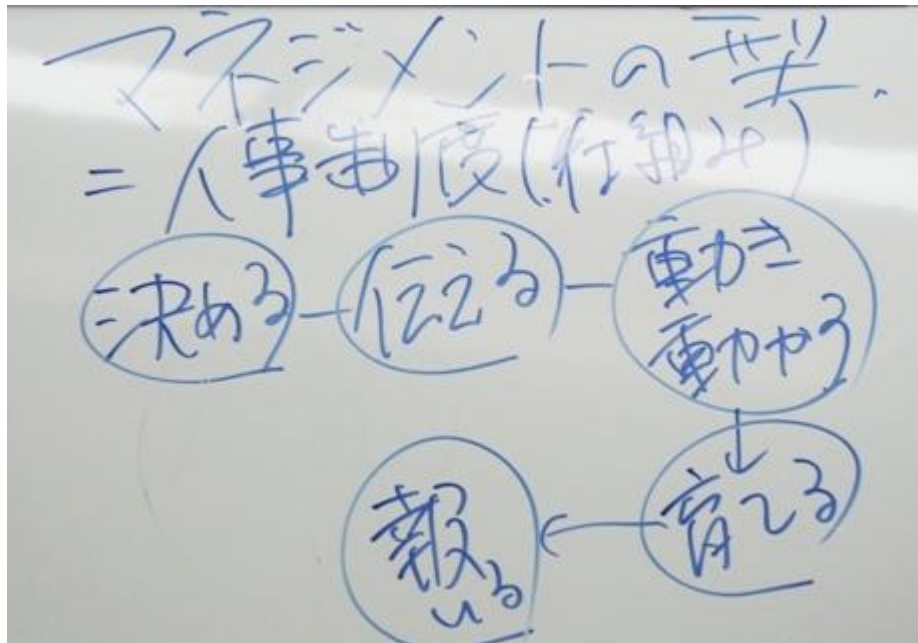 マネジメントの型.
=人事制度(仕組み)
決める
伝える
動き
動かる
育てる
報
いる